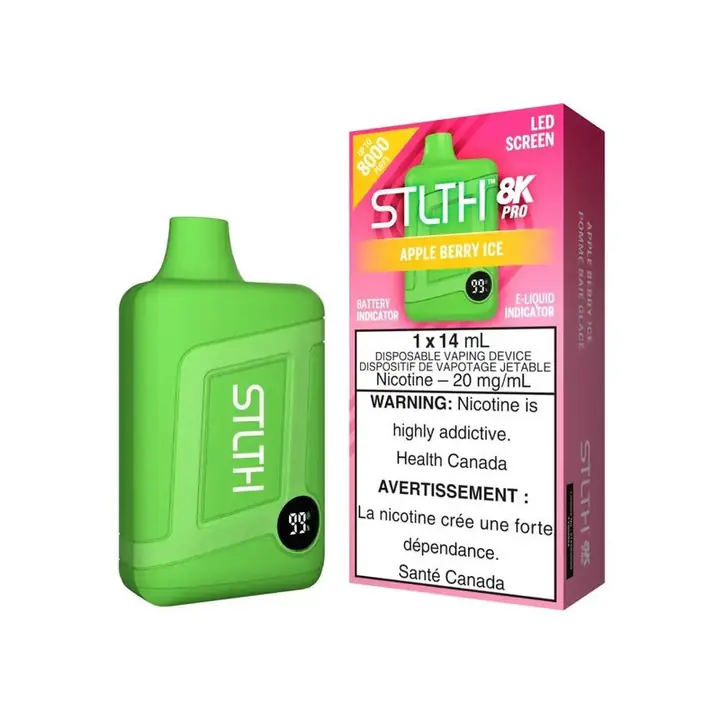 STLTH
99%
UP TO
8000
PUFFS
LED
SCREEN
STLTH™ 8K
PRO
APPLE BERRY ICE
99%
BATTERY
INDICATOR
E-LIQUID
INDICATOR
1 x 14 mL
DISPOSABLE VAPING DEVICE
DISPOSITIF DE VAPOTAGE JETABLE
Nicotine – 20 mg/mL
WARNING: Nicotine is
highly addictive.
Health Canada
AVERTISSEMENT :
La nicotine crée une forte
dépendance.
Santé Canada
APPLE BERRY ICE
POMME BAIE GLACE
STLTH 8K